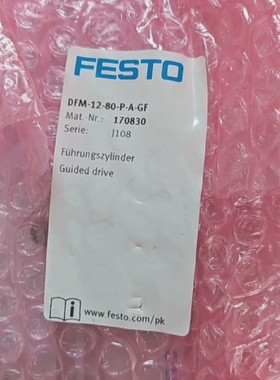 FESTO
DFM-12-80-P-A-GF
Mat.-Nr.: 170830
Serie: J108
Führungszylinder
Guided drive
www.festo.com/pk